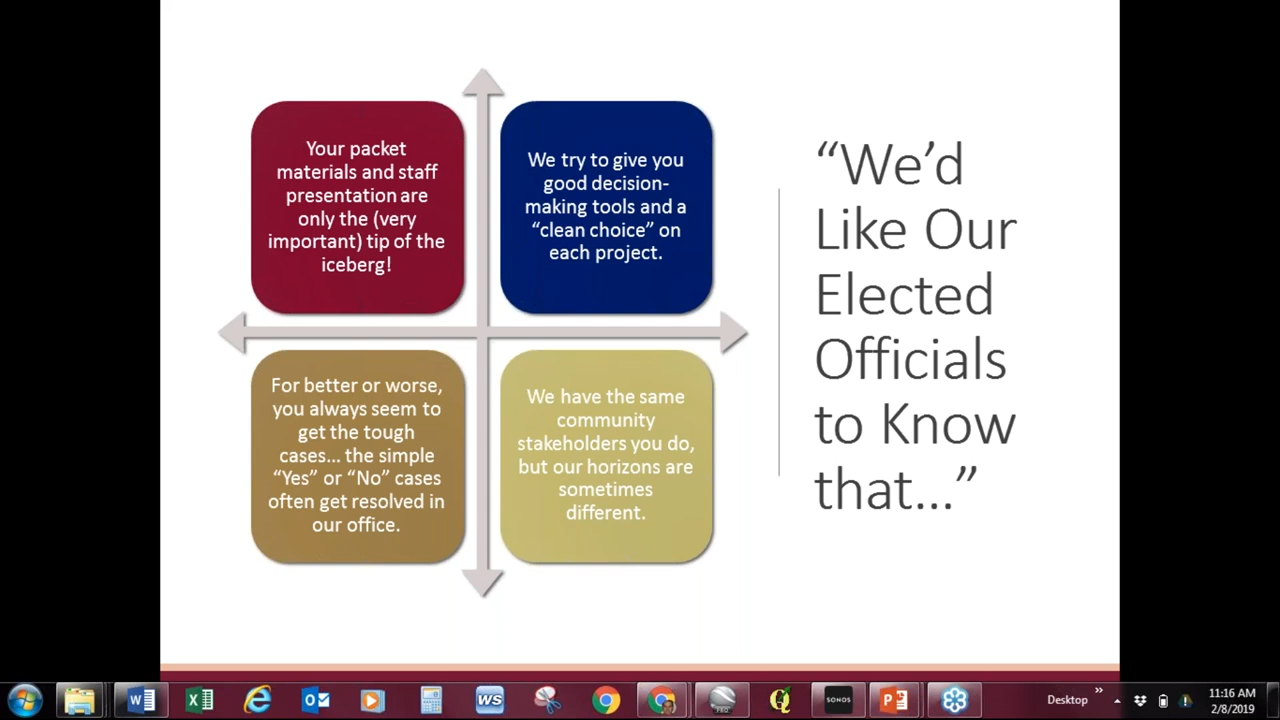 Your packet
materials and staff
presentation are
only the (very
important) tip of the
iceberg!
We try to give you
good decision-
making tools and a
“clean choice” on
each project.
For better or worse,
you always seem to
get the tough
cases... the simple
“Yes” or “No” cases
often get resolved in
our office.
We have the same
community
stakeholders you do,
but our horizons are
sometimes
different.
“We’d
Like Our
Elected
Officials
to Know
that...”
WS
PRO
SONOS
Desktop
11:16 AM
2/8/2019